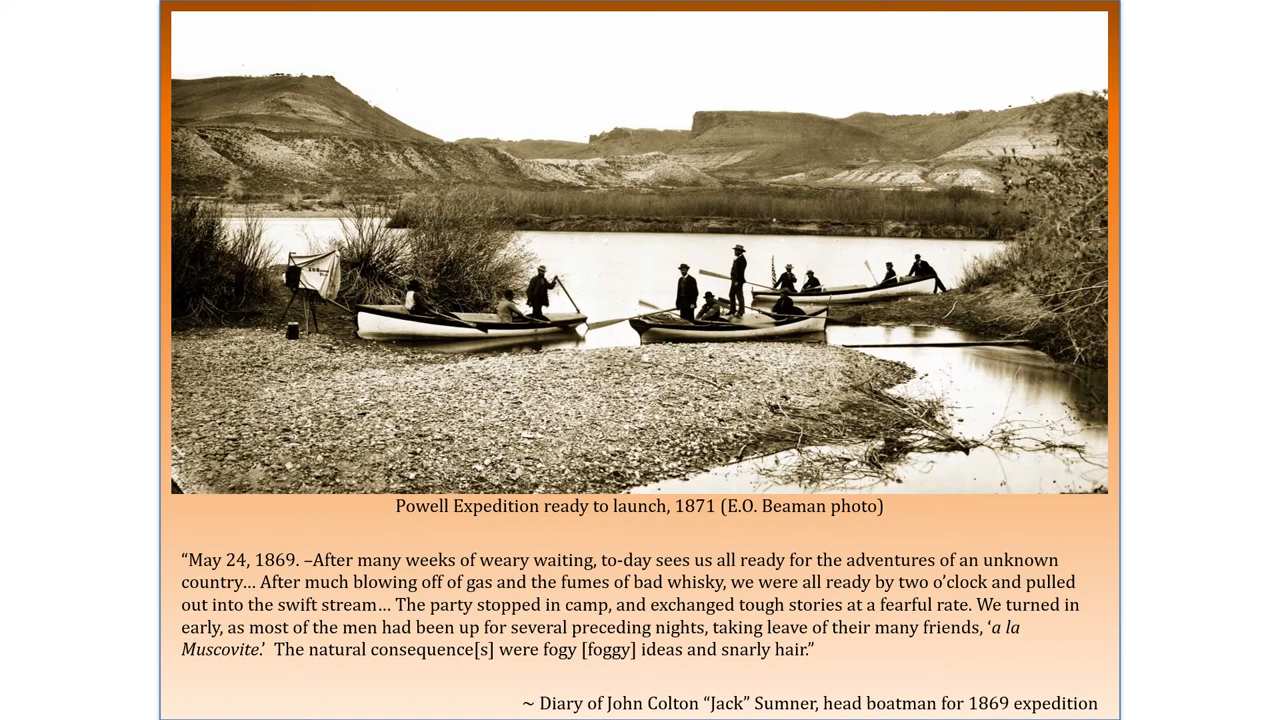 Powell Expedition ready to launch, 1871 (E.O. Beaman photo)
“May 24, 1869. –After many weeks of weary waiting, to-day sees us all ready for the adventures of an unknown
country… After much blowing off of gas and the fumes of bad whisky, we were all ready by two o’clock and pulled
out into the swift stream… The party stopped in camp, and exchanged tough stories at a fearful rate. We turned in
early, as most of the men had been up for several preceding nights, taking leave of their many friends, ‘a la
Muscovite.’  The natural consequence[s] were fogy [foggy] ideas and snarly hair.”
~ Diary of John Colton “Jack” Sumner, head boatman for 1869 expedition